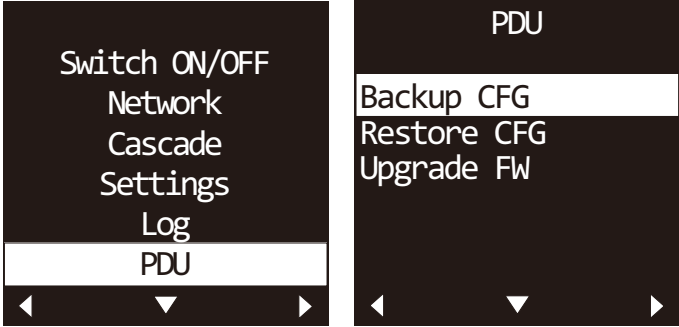 Switch ON/OFF
Network
Cascade
Settings
Log
PDU
PDU
Backup CFG
Restore CFG
Upgrade FW